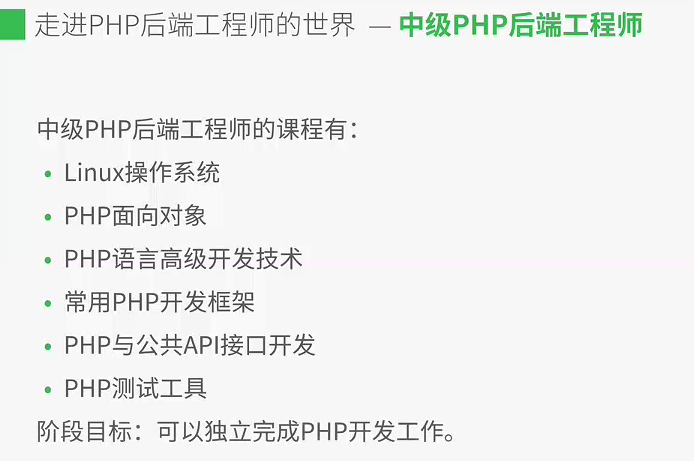 走进PHP后端工程师的世界 — 中级PHP后端工程师
中级PHP后端工程师的课程有：
• Linux操作系统
• PHP面向对象
• PHP语言高级开发技术
• 常用PHP开发框架
• PHP与公共API接口开发
• PHP测试工具
阶段目标：可以独立完成PHP开发工作。